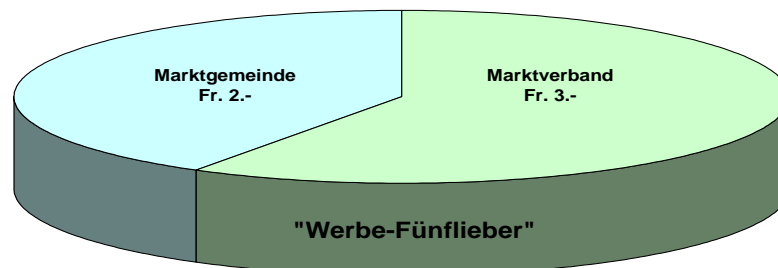 Marktgemeinde
Fr. 2.-
Marktverband
Fr. 3.-
"Werbe-Fünflieber"